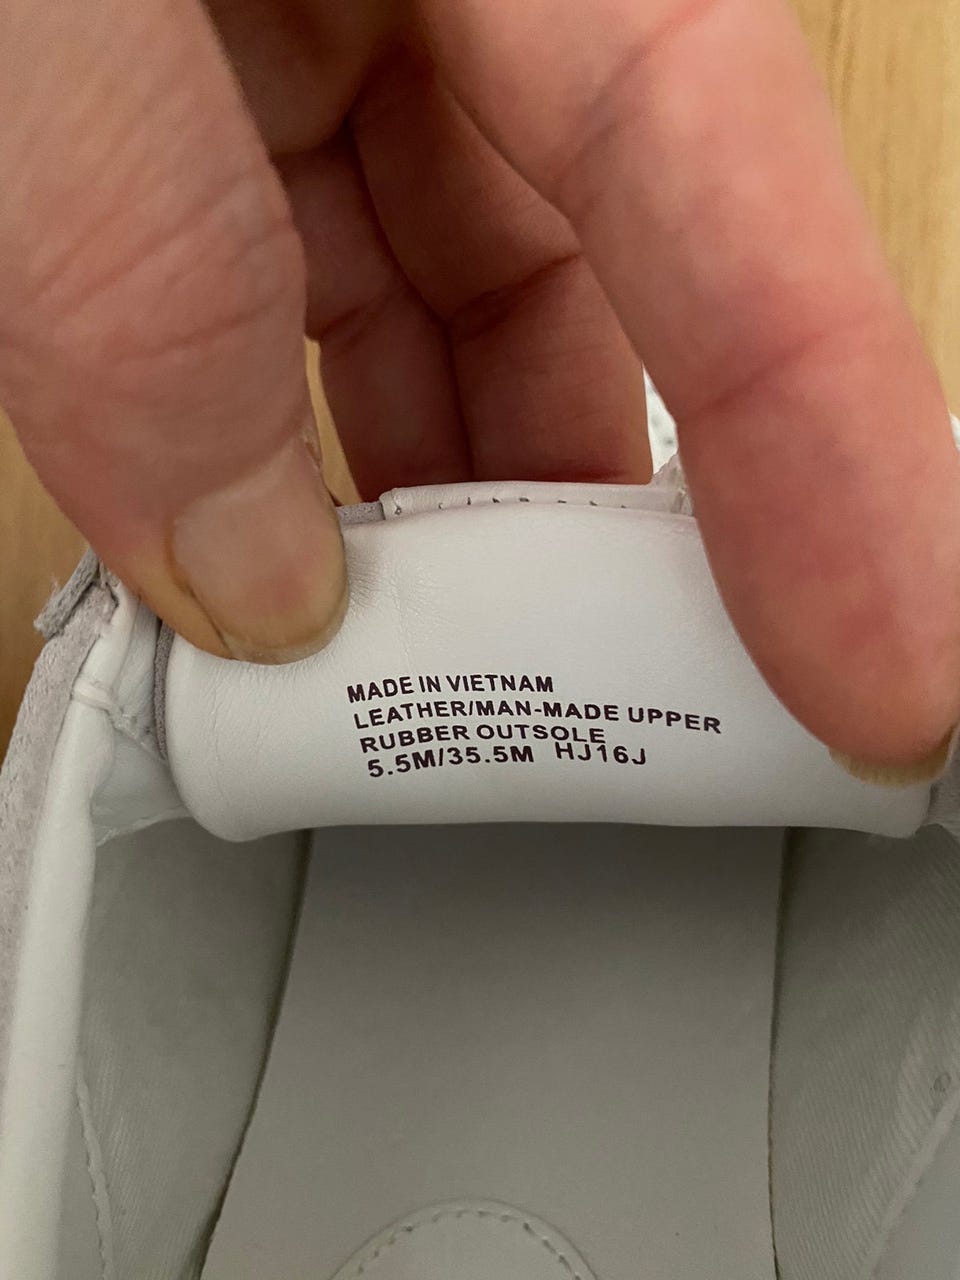 MADE IN VIETNAM
LEATHER/MAN-MADE UPPER
RUBBER OUTSOLE
5.5M/35.5M HJ16J